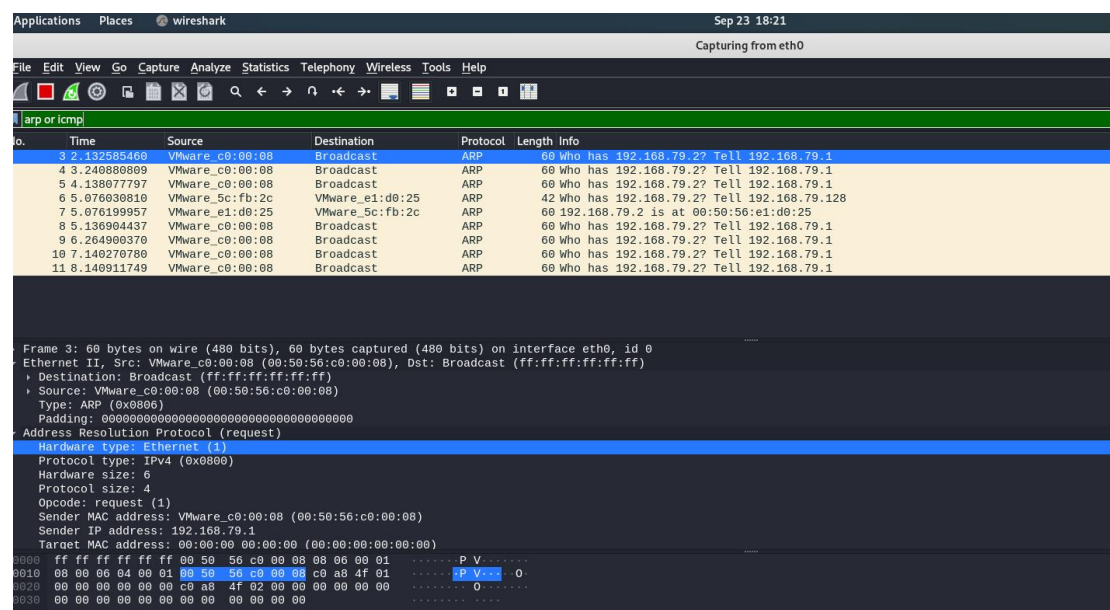 Applications Places wireshark Sep 23 18:21
Capturing from eth0
File Edit View Go Capture Analyze Statistics Telephony Wireless Tools Help
arp or icmp
No. Time Source Destination Protocol Length Info
3 2.132585460 VMware_c0:00:08 Broadcast ARP 60 Who has 192.168.79.2? Tell 192.168.79.1
4 3.240880809 VMware_c0:00:08 Broadcast ARP 60 Who has 192.168.79.2? Tell 192.168.79.1
5 4.138077797 VMware_c0:00:08 Broadcast ARP 60 Who has 192.168.79.2? Tell 192.168.79.1
6 5.076030810 VMware_5c:fb:2c VMware_e1:d0:25 ARP 42 Who has 192.168.79.2? Tell 192.168.79.128
7 5.076199957 VMware_e1:d0:25 VMware_5c:fb:2c ARP 60 192.168.79.2 is at 00:50:56:e1:d0:25
8 5.136904437 VMware_c0:00:08 Broadcast ARP 60 Who has 192.168.79.2? Tell 192.168.79.1
9 6.264900370 VMware_c0:00:08 Broadcast ARP 60 Who has 192.168.79.2? Tell 192.168.79.1
10 7.140270780 VMware_c0:00:08 Broadcast ARP 60 Who has 192.168.79.2? Tell 192.168.79.1
11 8.140911749 VMware_c0:00:08 Broadcast ARP 60 Who has 192.168.79.2? Tell 192.168.79.1
Frame 3: 60 bytes on wire (480 bits), 60 bytes captured (480 bits) on interface eth0, id 0
Ethernet II, Src: VMware_c0:00:08 (00:50:56:c0:00:08), Dst: Broadcast (ff:ff:ff:ff:ff:ff)
Destination: Broadcast (ff:ff:ff:ff:ff:ff)
Source: VMware_c0:00:08 (00:50:56:c0:00:08)
Type: ARP (0x0806)
Padding: 000000000000000000000000000000000000
Address Resolution Protocol (request)
Hardware type: Ethernet (1)
Protocol type: IPv4 (0x0800)
Hardware size: 6
Protocol size: 4
Opcode: request (1)
Sender MAC address: VMware_c0:00:08 (00:50:56:c0:00:08)
Sender IP address: 192.168.79.1
Target MAC address: 00:00:00_00:00:00 (00:00:00:00:00:00)
0000 ff ff ff ff ff ff 00 50 56 c0 00 08 08 06 00 01 ·······P V·······
0010 08 00 06 04 00 01 00 50 56 c0 00 08 c0 a8 4f 01 ·······P V·····O·
0020 00 00 00 00 00 00 c0 a8 4f 02 00 00 00 00 00 00 ········ O·······
0030 00 00 00 00 00 00 00 00 00 00 00 00 ········ ····